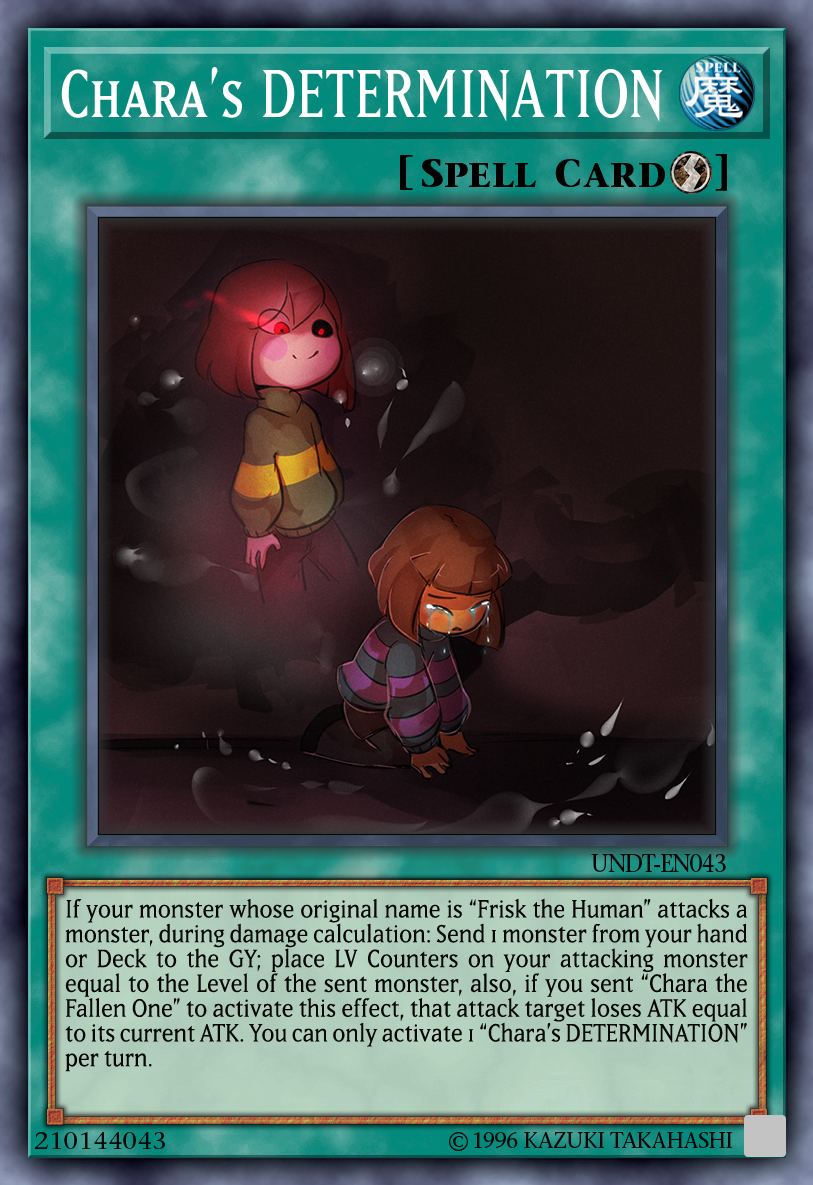 CHARA'S DETERMINATION
SPELL
魔
[SPELL CARD]
UNDT-EN043
If your monster whose original name is “Frisk the Human” attacks a
monster, during damage calculation: Send 1 monster from your hand
or Deck to the GY; place LV Counters on your attacking monster
equal to the Level of the sent monster, also, if you sent “Chara the
Fallen One” to activate this effect, that attack target loses ATK equal
to its current ATK. You can only activate 1 “Chara’s DETERMINATION”
per turn.
210144043
© 1996 KAZUKI TAKAHASHI